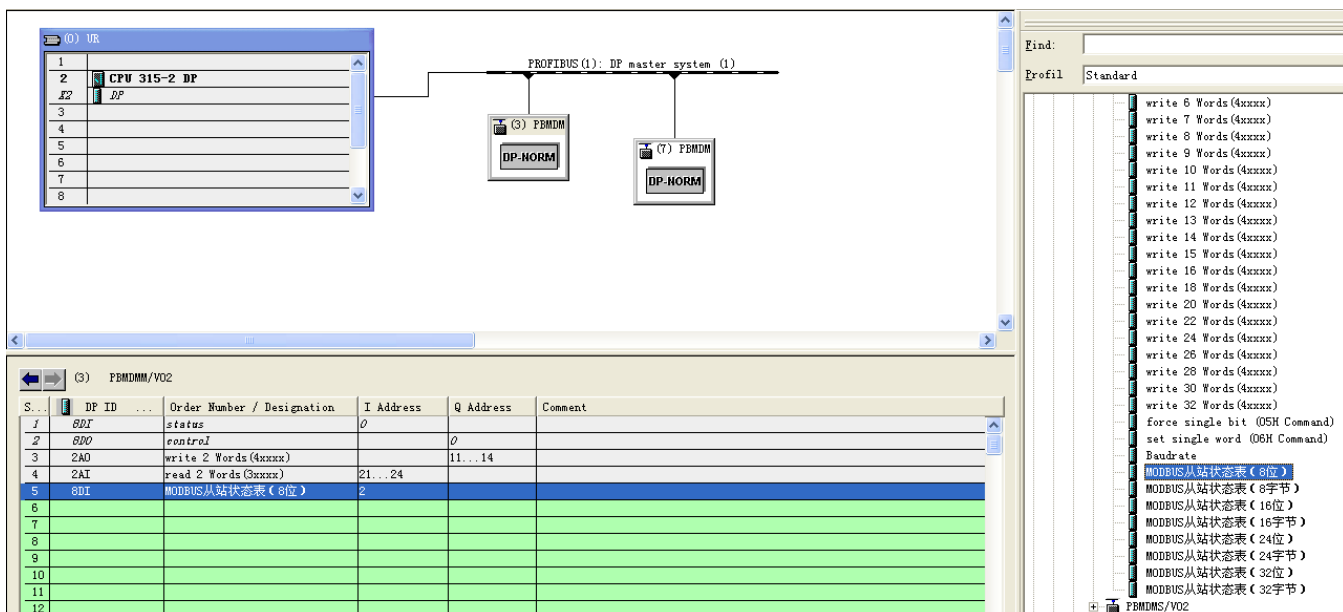 (0) UR
1
2 CPU 315-2 DP
X2 DP
3
4
5
6
7
8
PROFIBUS(1): DP master system (1)
(3) PBMDM
DP-NORM
(7) PBMDM
DP-NORM
(3) PBMDMM/V02
S... DP ID ... Order Number / Designation I Address Q Address Comment
1 8DI status 0
2 8DO control 0
3 2AO write 2 Words(4xxxx) 11...14
4 2AI read 2 Words(3xxxx) 21...24
5 8DI MODBUS从站状态表(8位) 2
6
7
8
9
10
11
12
Find:
Profil Standard
write 6 Words(4xxxx)
write 7 Words(4xxxx)
write 8 Words(4xxxx)
write 9 Words(4xxxx)
write 10 Words(4xxxx)
write 11 Words(4xxxx)
write 12 Words(4xxxx)
write 13 Words(4xxxx)
write 14 Words(4xxxx)
write 15 Words(4xxxx)
write 16 Words(4xxxx)
write 18 Words(4xxxx)
write 20 Words(4xxxx)
write 22 Words(4xxxx)
write 24 Words(4xxxx)
write 26 Words(4xxxx)
write 28 Words(4xxxx)
write 30 Words(4xxxx)
write 32 Words(4xxxx)
force single bit (05H Command)
set single word (06H Command)
Baudrate
MODBUS从站状态表(8位)
MODBUS从站状态表(8字节)
MODBUS从站状态表(16位)
MODBUS从站状态表(16字节)
MODBUS从站状态表(24位)
MODBUS从站状态表(24字节)
MODBUS从站状态表(32位)
MODBUS从站状态表(32字节)
PBMDMS/V02